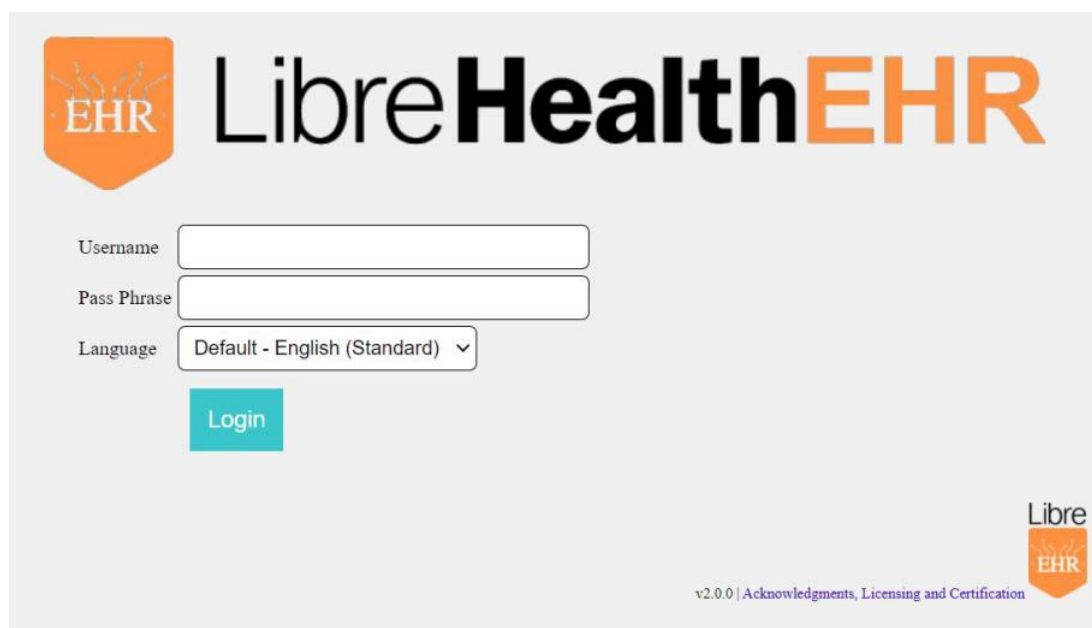 EHR LibreHealthEHR
Username
Pass Phrase
Language Default - English (Standard)
Login
Libre
EHR
v2.0.0 | Acknowledgments, Licensing and Certification